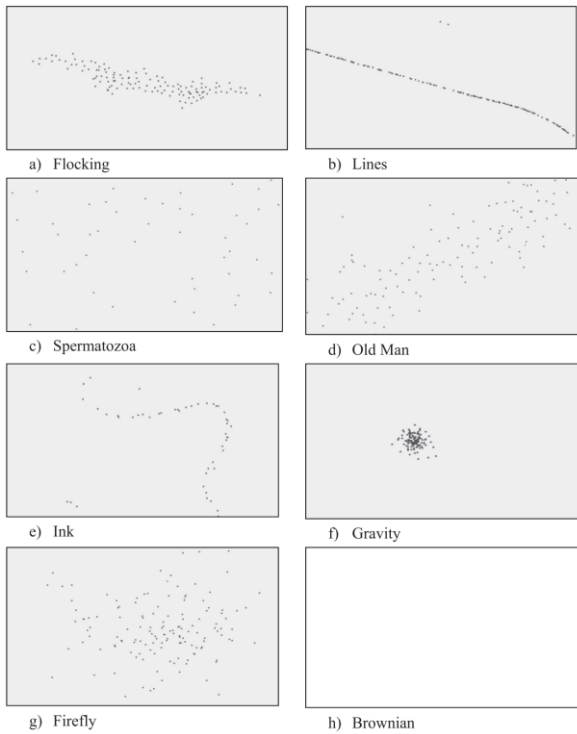 a) Flocking
b) Lines
c) Spermatozoa
d) Old Man
e) Ink
f) Gravity
g) Firefly
h) Brownian